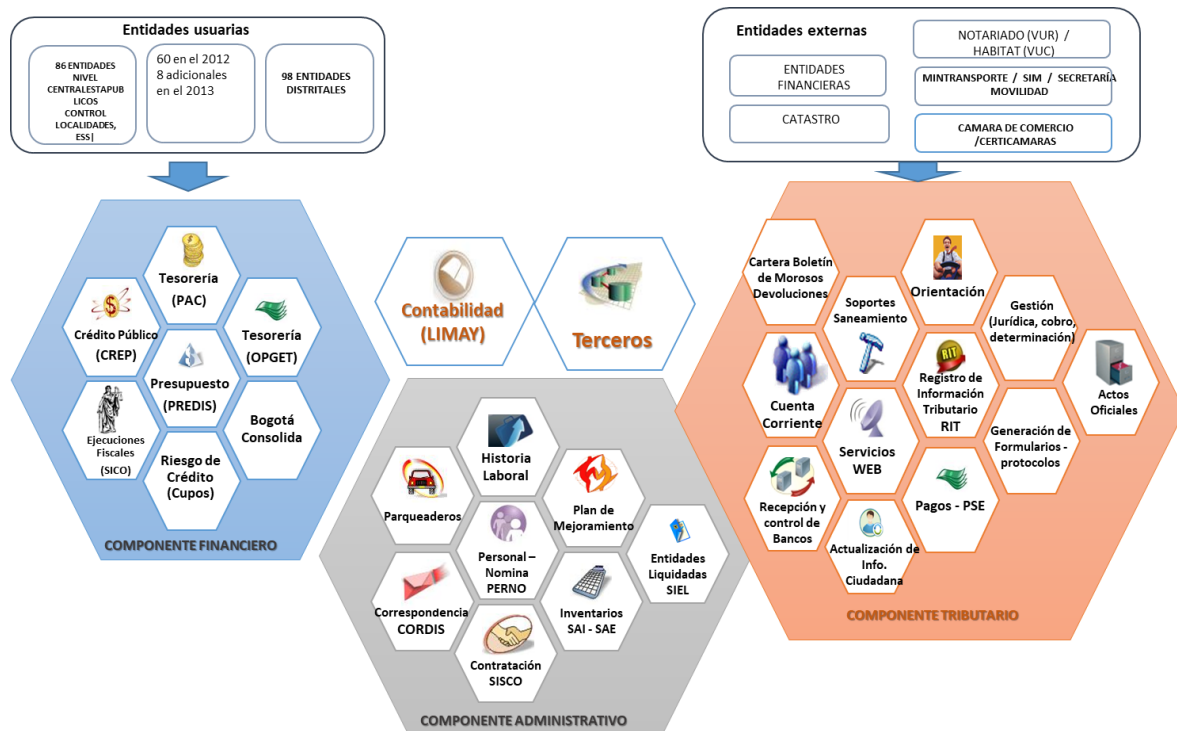 Entidades usuarias
86 ENTIDADES
NIVEL
CENTRALESTAPUB
LICOS
CONTROL
LOCALIDADES,
ESS|
60 en el 2012
8 adicionales
en el 2013
98 ENTIDADES
DISTRITALES
Entidades externas
ENTIDADES
FINANCIERAS
CATASTRO
NOTARIADO (VUR) /
HABITAT (VUC)
MINTRANSPORTE / SIM / SECRETARÍA
MOVILIDAD
CAMARA DE COMERCIO
/CERTICAMARAS
Tesorería
(PAC)
Crédito Público
(CREP)
Tesorería
(OPGET)
Presupuesto
(PREDIS)
Ejecuciones
Fiscales
(SICO)
Bogotá
Consolida
Riesgo de
Crédito
(Cupos)
COMPONENTE FINANCIERO
Contabilidad
(LIMAY)
Terceros
Historia
Laboral
Parqueaderos
Plan de
Mejoramiento
Personal –
Nomina
PERNO
Entidades
Liquidadas
SIEL
Correspondencia
CORDIS
Inventarios
SAI - SAE
Contratación
SISCO
COMPONENTE ADMINISTRATIVO
Cartera Boletín
de Morosos
Devoluciones
Orientación
Soportes
Saneamiento
Gestión
(Jurídica, cobro,
determinación)
RIT
Cuenta
Corriente
Registro de
Información
Tributario
RIT
Actos
Oficiales
Servicios
WEB
Generación de
Formularios -
protocolos
Recepción y
control de
Bancos
Pagos - PSE
Actualización de
Info.
Ciudadana
COMPONENTE TRIBUTARIO